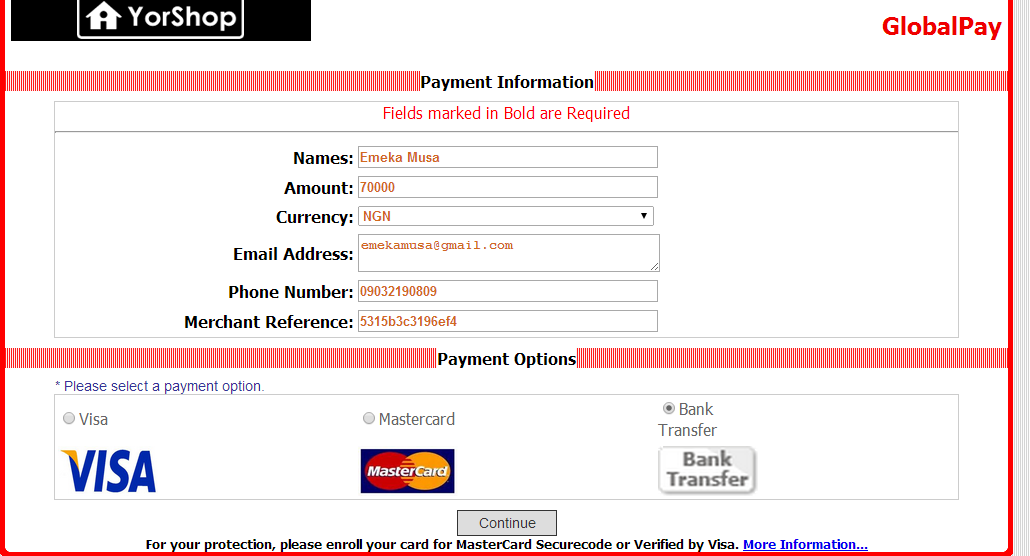 YorShop
GlobalPay
Payment Information
Fields marked in Bold are Required
Names: Emeka Musa
Amount: 70000
Currency: NGN
Email Address: emekamusa@gmail.com
Phone Number: 09032190809
Merchant Reference: 5315b3c3196ef4
Payment Options
* Please select a payment option.
Visa
Mastercard
Bank
Transfer
VISA
MasterCard
Bank
Transfer
Continue
For your protection, please enroll your card for MasterCard Securecode or Verified by Visa. More Information...